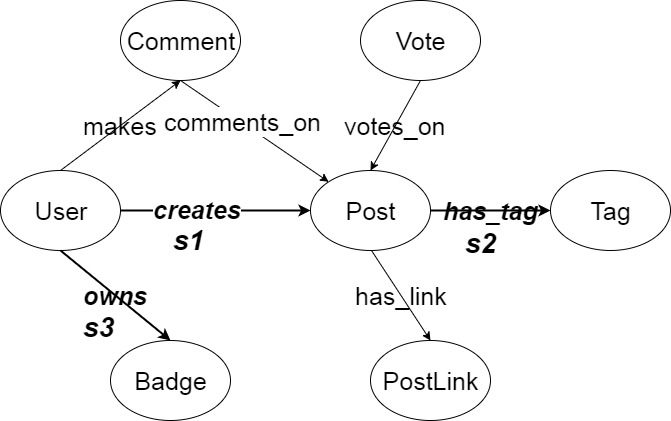 Comment
Vote
makes
comments_on
votes_on
User
creates
s1
Post
has_tag
s2
Tag
owns
s3
has_link
Badge
PostLink